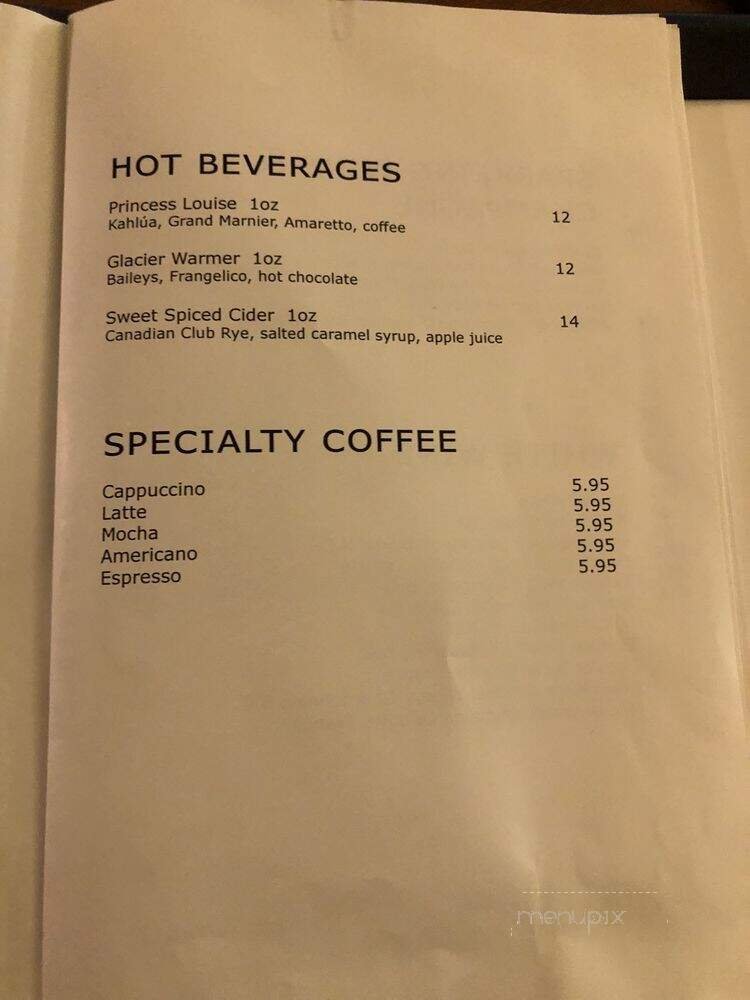 HOT BEVERAGES
Princess Louise 1oz
Kahlúa, Grand Marnier, Amaretto, coffee 12
Glacier Warmer 1oz
Baileys, Frangelico, hot chocolate 12
Sweet Spiced Cider 1oz
Canadian Club Rye, salted caramel syrup, apple juice 14
SPECIALTY COFFEE
Cappuccino 5.95
Latte 5.95
Mocha 5.95
Americano 5.95
Espresso 5.95
menupix